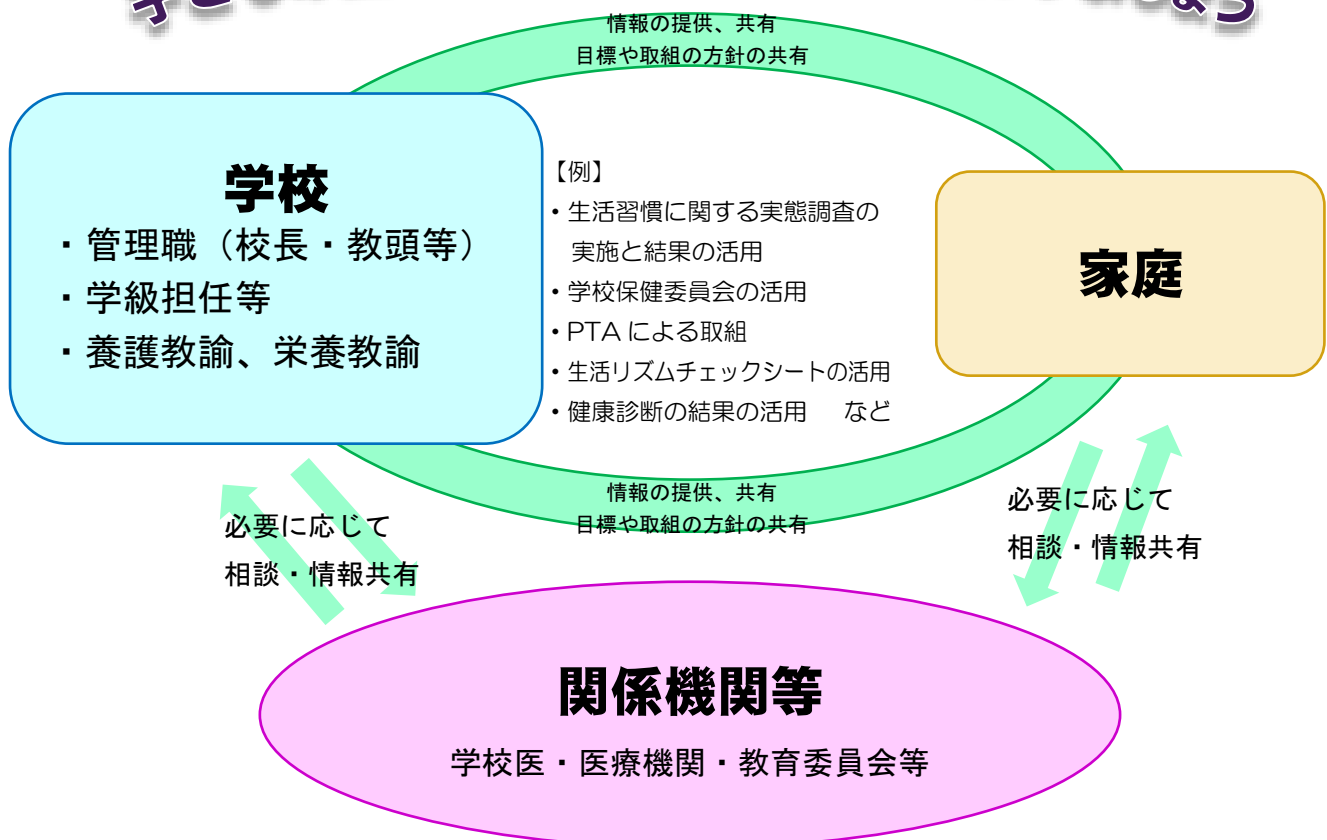 情報の提供、共有
目標や取組の方針の共有
学校
・管理職（校長・教頭等）
・学級担任等
・養護教諭、栄養教諭
【例】
・生活習慣に関する実態調査の
実施と結果の活用
・学校保健委員会の活用
・PTAによる取組
・生活リズムチェックシートの活用
・健康診断の結果の活用　など
家庭
情報の提供、共有
目標や取組の方針の共有
必要に応じて
相談・情報共有
必要に応じて
相談・情報共有
関係機関等
学校医・医療機関・教育委員会等